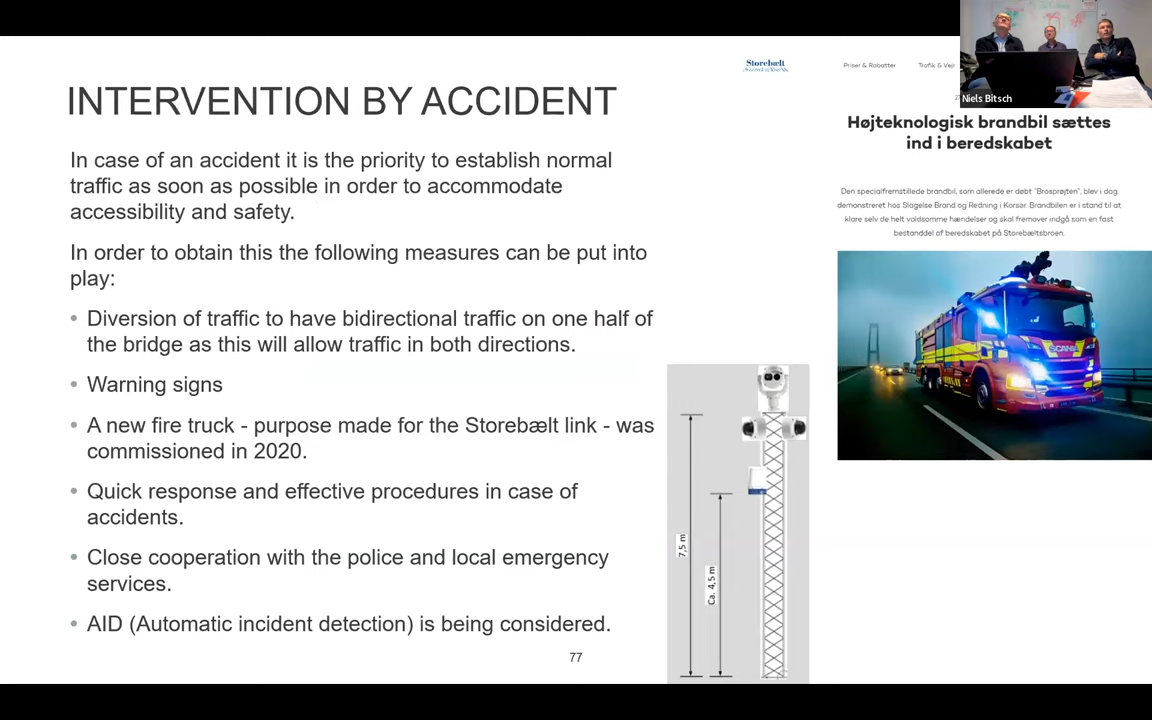 Storebælt
Priser & Rabatter
Trafik & Vejr
Niels Bitsch
INTERVENTION BY ACCIDENT
In case of an accident it is the priority to establish normal
traffic as soon as possible in order to accommodate
accessibility and safety.
In order to obtain this the following measures can be put into
play:
• Diversion of traffic to have bidirectional traffic on one half of
the bridge as this will allow traffic in both directions.
• Warning signs
• A new fire truck - purpose made for the Storebælt link - was
commissioned in 2020.
• Quick response and effective procedures in case of
accidents.
• Close cooperation with the police and local emergency
services.
• AID (Automatic incident detection) is being considered.
77
7,5 m
Ca. 4,5 m
Højteknologisk brandbil sættes
ind i beredskabet
Den specialfremstillede brandbil, som allerede er døbt "Brosprøjten", blev i dag
demonstreret hos Slagelse Brand og Redning i Korsør. Brandbilen er i stand til at
klare selv de helt voldsomme hændelser og skal fremover indgå som en fast
bestanddel af beredskabet på Storebæltsbroen.
SCANIA